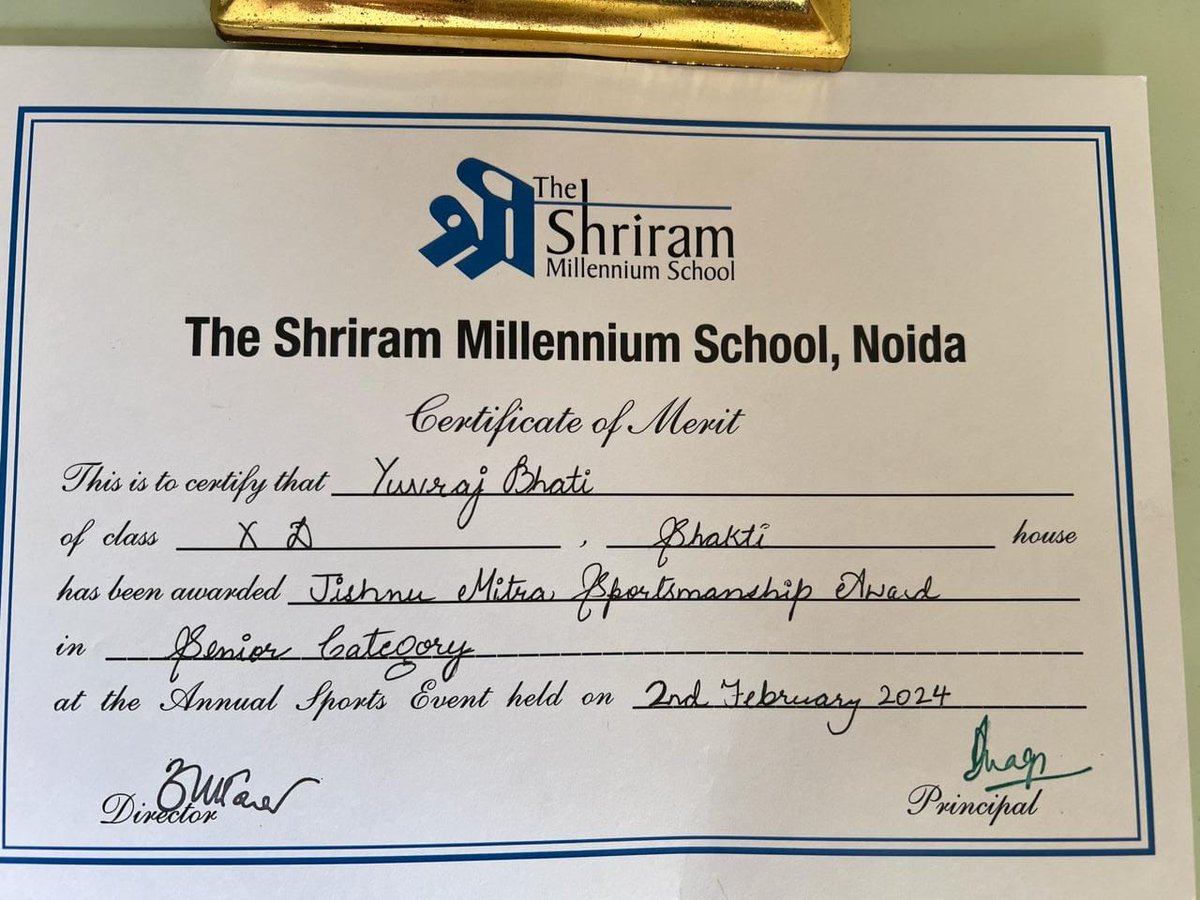 श्री
The
Shriram
Millennium School
The Shriram Millennium School, Noida
Certificate of Merit
This is to certify that Yuvraj Bhati
of class X D , Shakti house
has been awarded Jishnu Mitra Sportsmanship Award
in Senior Category
at the Annual Sports Event held on 2nd February 2024
Director Principal